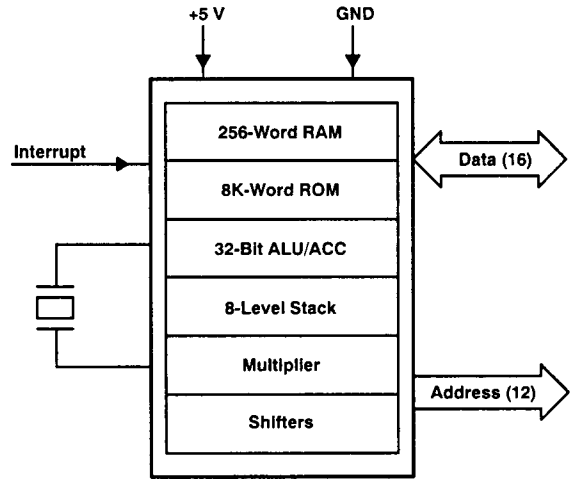 +5 V
GND
256-Word RAM
Interrupt
Data (16)
8K-Word ROM
32-Bit ALU/ACC
8-Level Stack
Multiplier
Address (12)
Shifters